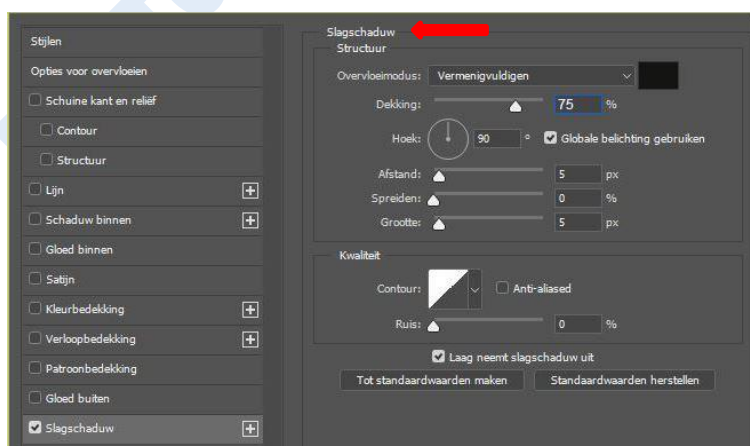 Stijlen
Opties voor overvloeien
Schuine kant en reliëf
Contour
Structuur
Lijn
Schaduw binnen
Gloed binnen
Satijn
Kleurbedekking
Verloopbedekking
Patroonbedekking
Gloed buiten
Slagschaduw
Slagschaduw
Structuur
Overvloeimodus: Vermenigvuldigen
Dekking: 75 %
Hoek: 90 ° Globale belichting gebruiken
Afstand: 5 px
Spreiden: 0 %
Grootte: 5 px
Kwaliteit
Contour: Anti-aliased
Ruis: 0 %
Laag neemt slagschaduw uit
Tot standaardwaarden maken Standaardwaarden herstellen